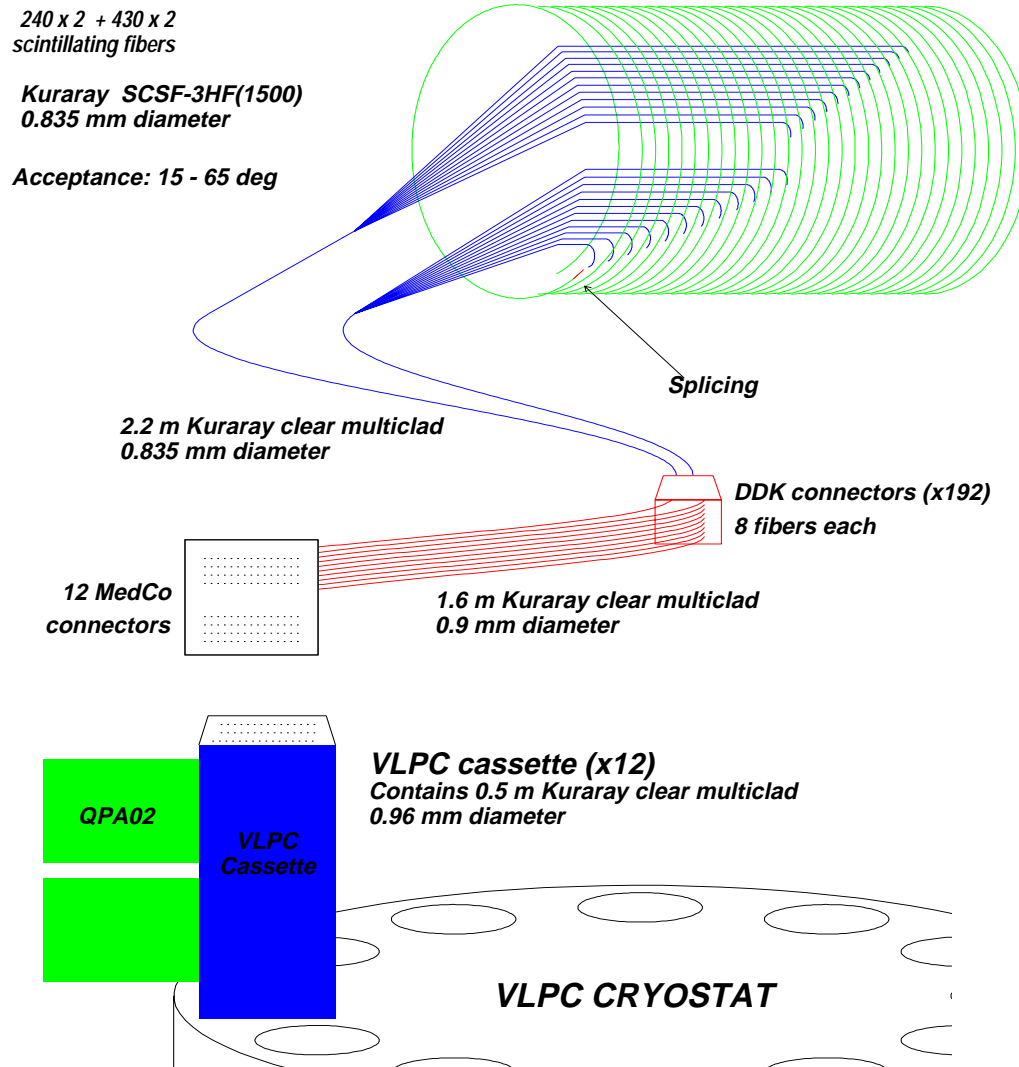 240 x 2 + 430 x 2
scintillating fibers
Kuraray SCSF-3HF(1500)
0.835 mm diameter
Acceptance: 15 - 65 deg
Splicing
2.2 m Kuraray clear multiclad
0.835 mm diameter
DDK connectors (x192)
8 fibers each
12 MedCo
connectors
1.6 m Kuraray clear multiclad
0.9 mm diameter
VLPC cassette (x12)
Contains 0.5 m Kuraray clear multiclad
0.96 mm diameter
QPA02
VLPC
Cassette
VLPC CRYOSTAT